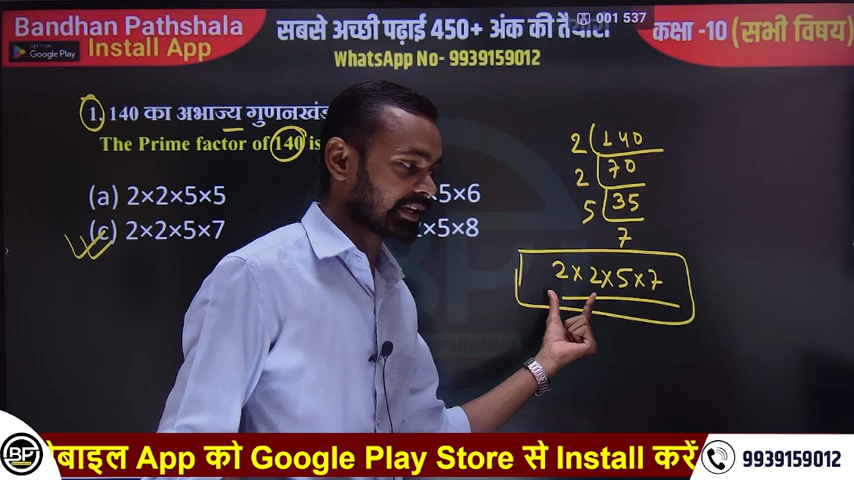 Bandhan Pathshala
GET IT ON
Google Play
Install App
सबसे अच्छी पढ़ाई 450+ अंक की तैयारी
WhatsApp No- 9939159012
001 537
कक्षा -10 (सभी विषय)
1. 140 का अभाज्य गुणनखंड
The Prime factor of 140 is
(a) 2×2×5×5
×5×6
(c) 2×2×5×7
×5×8
2 140
2 70
5 35
7
2×2×5×7
Pathshala
BPT
बाइल App को Google Play Store से Install करें
9939159012